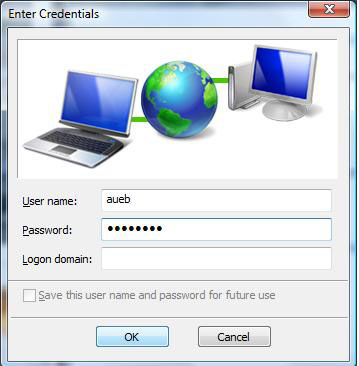 Enter Credentials
User name: aueb
Password: ••••••••
Logon domain:
Save this user name and password for future use
OK Cancel